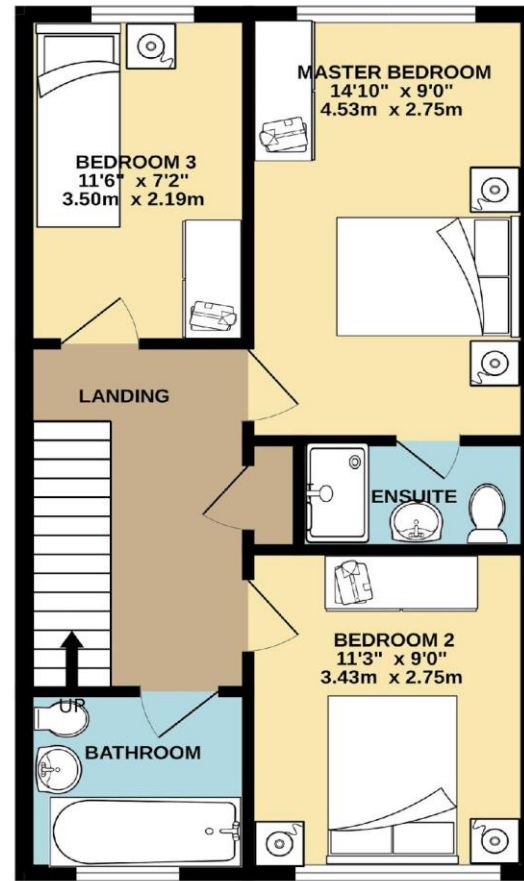 MASTER BEDROOM
14'10" x 9'0"
4.53m x 2.75m
BEDROOM 3
11'6" x 7'2"
3.50m x 2.19m
LANDING
ENSUITE
BEDROOM 2
11'3" x 9'0"
3.43m x 2.75m
UP
BATHROOM